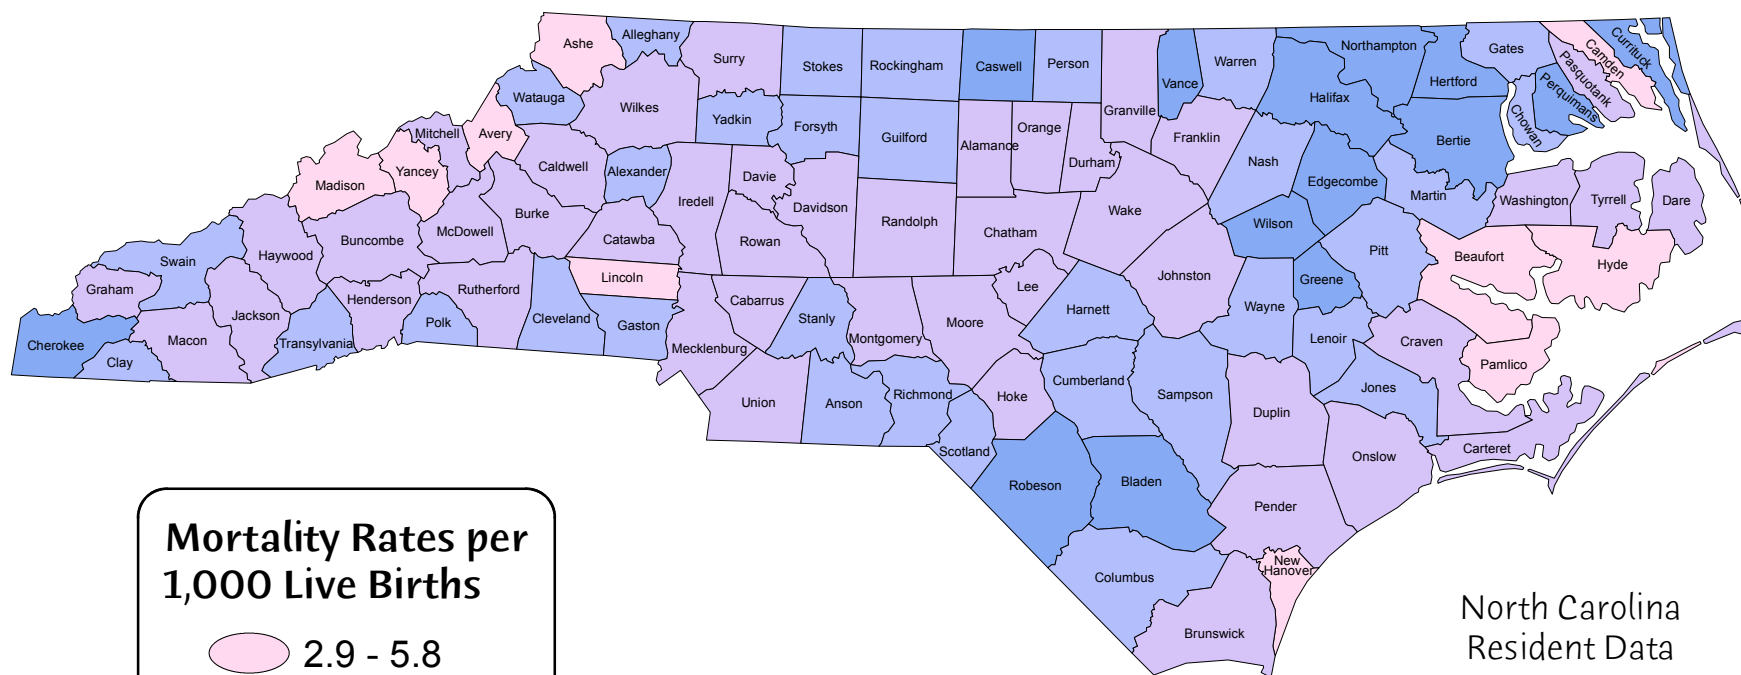 Ashe
Alleghany
Surry
Stokes
Rockingham
Caswell
Person
Granville
Vance
Warren
Northampton
Halifax
Hertford
Gates
Camden
Currituck
Pasquotank
Perquimans
Chowan
Bertie
Watauga
Wilkes
Yadkin
Forsyth
Guilford
Alamance
Orange
Durham
Franklin
Nash
Edgecombe
Martin
Washington
Tyrrell
Dare
Mitchell
Avery
Yancey
Madison
Caldwell
Alexander
Iredell
Davie
Davidson
Randolph
Chatham
Wake
Wilson
Pitt
Beaufort
Hyde
Swain
Haywood
Buncombe
McDowell
Burke
Catawba
Rowan
Johnston
Greene
Graham
Jackson
Henderson
Rutherford
Lincoln
Cleveland
Gaston
Cabarrus
Stanly
Montgomery
Moore
Lee
Harnett
Wayne
Lenoir
Craven
Pamlico
Cherokee
Clay
Macon
Transylvania
Polk
Mecklenburg
Union
Anson
Richmond
Scotland
Hoke
Cumberland
Sampson
Duplin
Jones
Onslow
Carteret
Robeson
Bladen
Pender
Columbus
Brunswick
New
Hanover
Mortality Rates per
1,000 Live Births
2.9 - 5.8
North Carolina
Resident Data